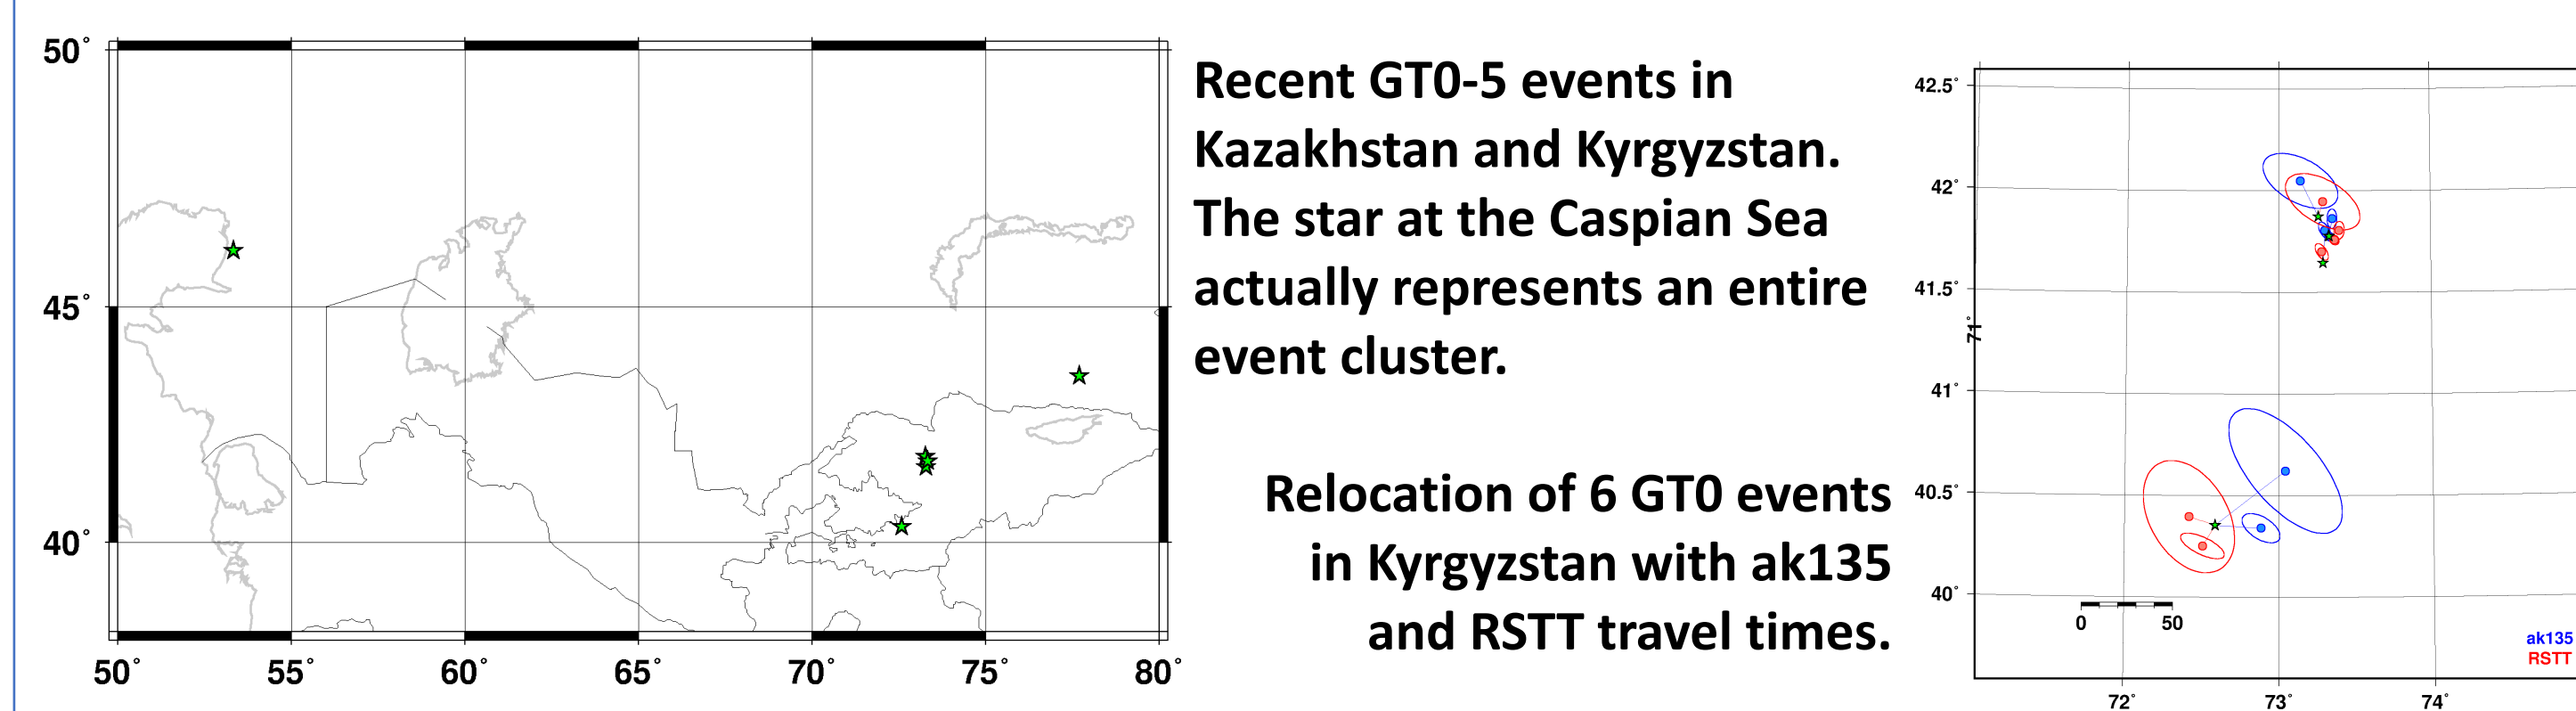 50°
45°
40°
50° 55° 60° 65° 70° 75° 80°
Recent GT0-5 events in
Kazakhstan and Kyrgyzstan.
The star at the Caspian Sea
actually represents an entire
event cluster.
Relocation of 6 GT0 events
in Kyrgyzstan with ak135
and RSTT travel times.
42.5°
42°
41.5°
71°
41°
40.5°
40°
0 50
ak135
RSTT
72° 73° 74°